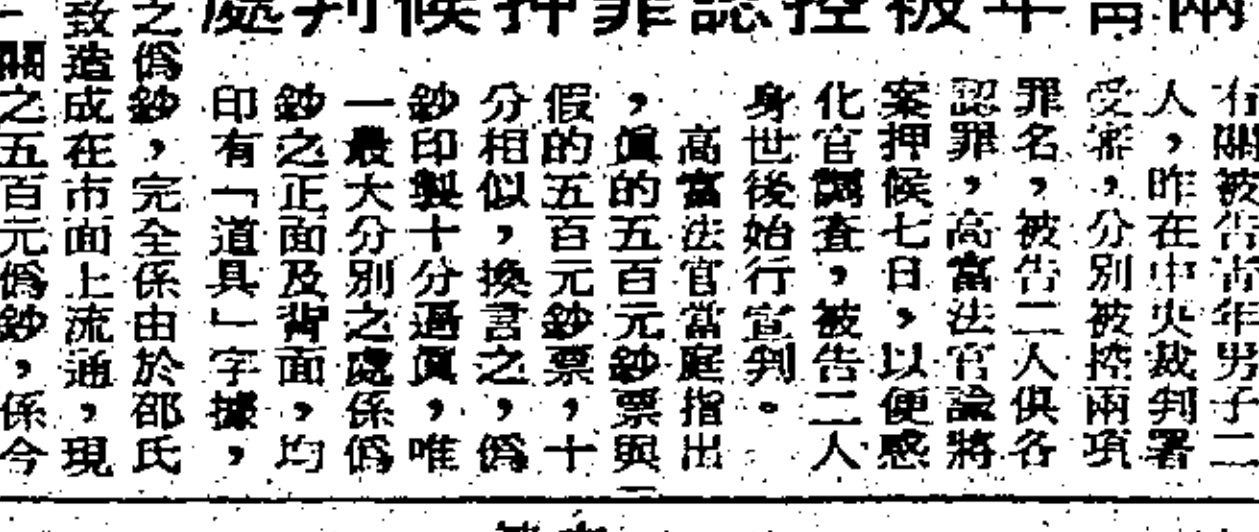 兩青年被控認罪押候判處
有關被告青年男子二
人，昨在中央裁判署
受審，分別被控兩項
罪名，被告二人俱各
認罪，高富法官諭將
案押候七日，以便感
化官調查，被告二人
身世後始行宣判。
高富法官當庭指出
，眞的五百元鈔票與
假的五百元鈔票，十
分相似，換言之，僞
鈔印製十分逼眞，唯
一最大分別之處係僞
鈔之正面及背面，均
印有「道具」字據，
之僞鈔，完全係由於部氏
致造成在市面上流通，現
關之五百元僞鈔，係今